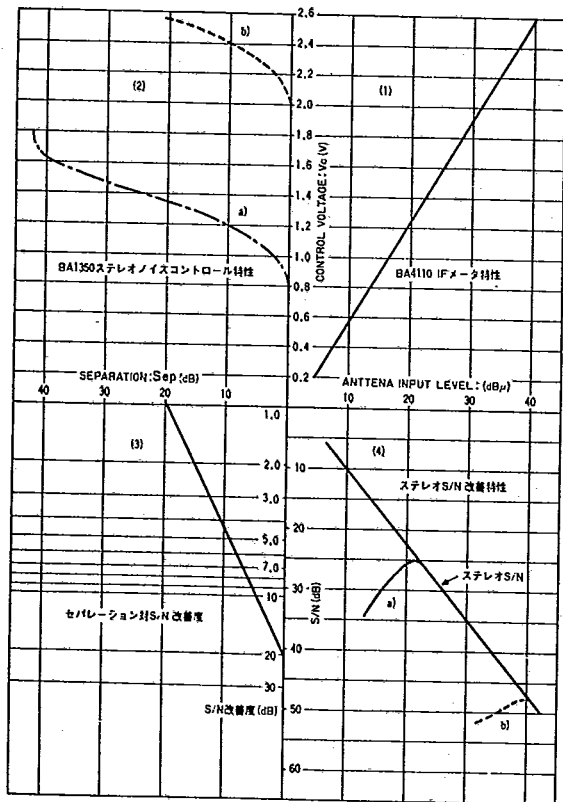 2.6
b)
2.4
2.2
(2)
(1)
2.0
1.8
1.6
1.4
a)
1.2
1.0
BA1350ステレオノイズコントロール特性
BA4110 IFメータ特性
0.8
0.6
0.4
0.2
CONTROL VOLTAGE: Vc (V)
SEPARATION: Sep (dB)
ANTTENA INPUT LEVEL: (dBμ)
40
30
20
10
10
20
30
40
1.0
(3)
(4)
2.0
10
ステレオS/N改善特性
3.0
20
5.0
7.0
ステレオS/N
30
10
a)
セパレーション対S/N改善度
S/N (dB)
20
40
30
S/N改善度(dB)
50
b)
60